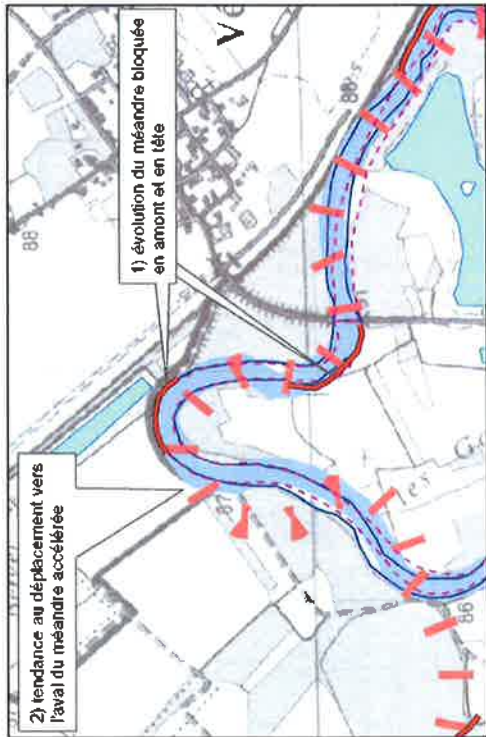 2) tendance au déplacement vers
l'aval du méandre accélérée
1) évolution du méandre bloquée
en amont et en tête
88
88
87
86